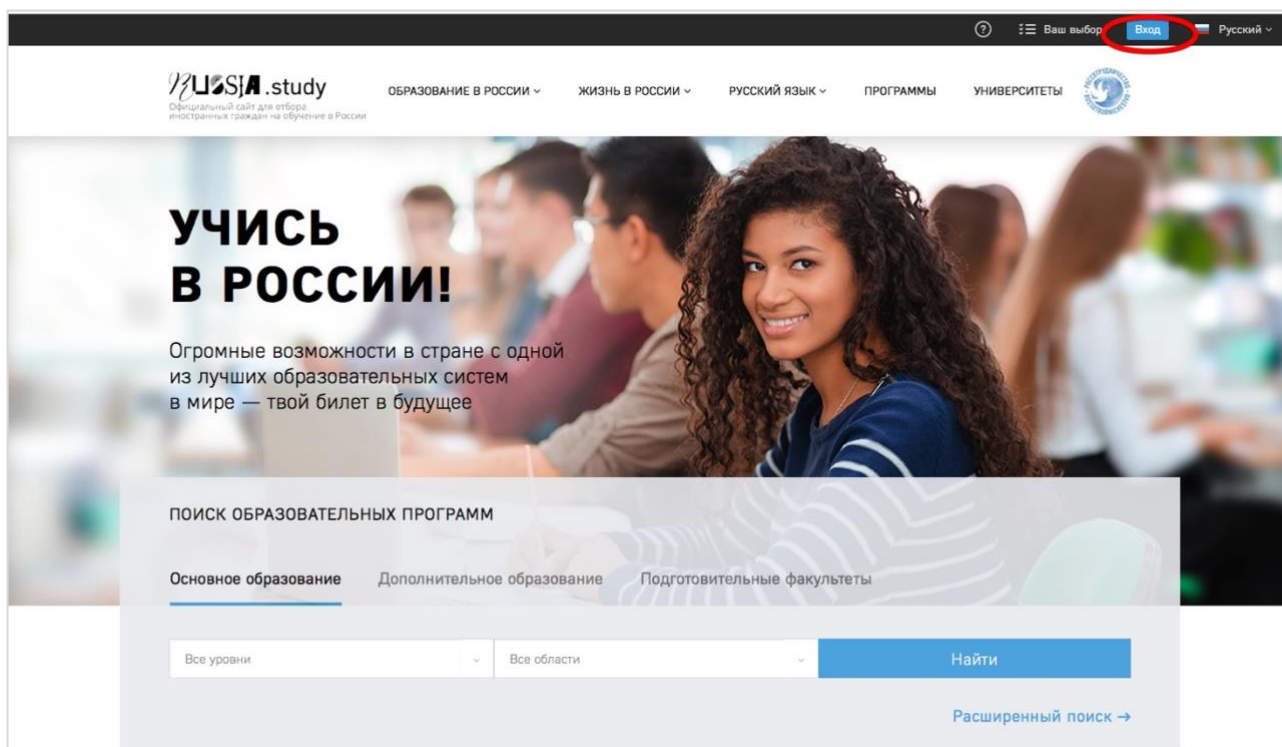 ?
Ваш выбор
Вход
Русский
RUSSIA.study
Официальный сайт для отбора
иностранных граждан на обучение в России
ОБРАЗОВАНИЕ В РОССИИ
ЖИЗНЬ В РОССИИ
РУССКИЙ ЯЗЫК
ПРОГРАММЫ
УНИВЕРСИТЕТЫ
УЧИСЬ
В РОССИИ!
Огромные возможности в стране с одной
из лучших образовательных систем
в мире — твой билет в будущее
ПОИСК ОБРАЗОВАТЕЛЬНЫХ ПРОГРАММ
Основное образование
Дополнительное образование
Подготовительные факультеты
Все уровни
Все области
Найти
Расширенный поиск →